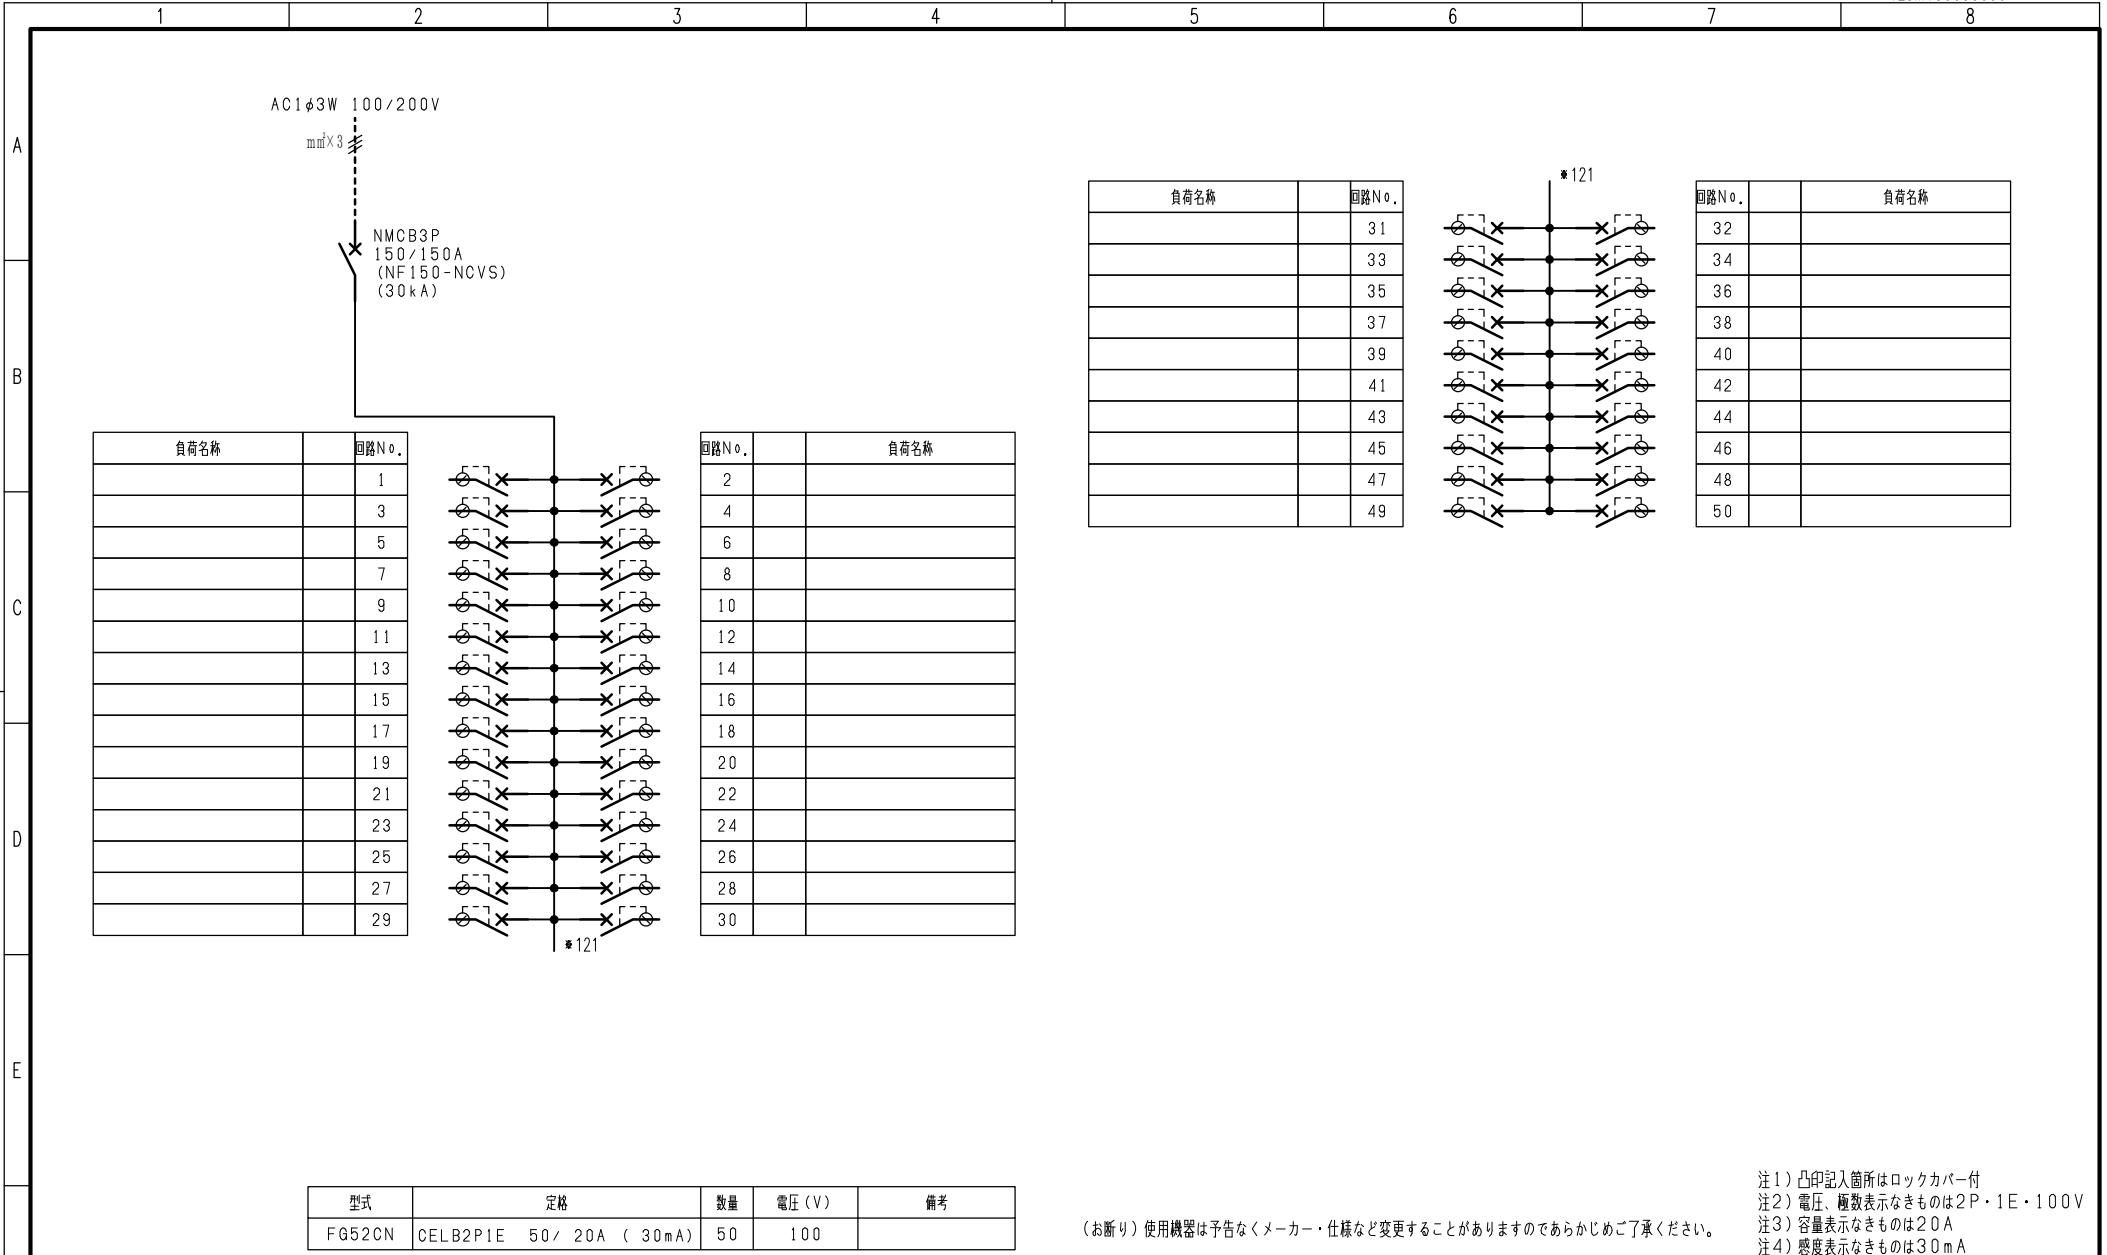 1 2 3 4 5 6 7 8
A
B
C
D
E
AC1φ3W 100/200V
mm²×3
NMCB3P
150/150A
(NF150-NCVS)
(30kA)
負荷名称 回路No. 回路No. 負荷名称
1 2
3 4
5 6
7 8
9 10
11 12
13 14
15 16
17 18
19 20
21 22
23 24
25 26
27 28
29 30
※121
※121
負荷名称 回路No. 回路No. 負荷名称
31 32
33 34
35 36
37 38
39 40
41 42
43 44
45 46
47 48
49 50
型式 定格 数量 電圧(V) 備考
FG52CN CELB2P1E 50/ 20A ( 30mA) 50 100
(お断り)使用機器は予告なくメーカー・仕様など変更することがありますのであらかじめご了承ください。
注1)凸印記入箇所はロックカバー付
注2)電圧、極数表示なきものは2P・1E・100V
注3)容量表示なきものは20A
注4)感度表示なきものは30mA